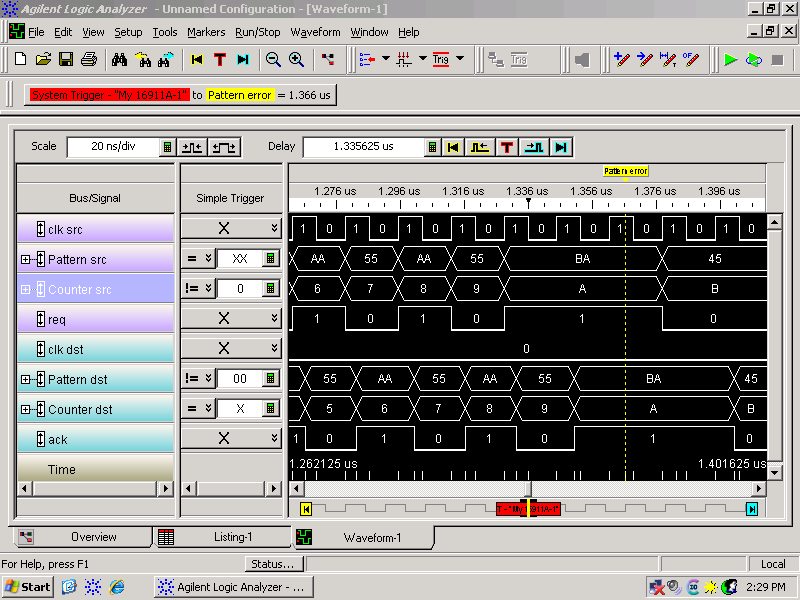 Agilent Logic Analyzer - Unnamed Configuration - [Waveform-1]
File Edit View Setup Tools Markers Run/Stop Waveform Window Help
T Trig Trig
System Trigger - "My 16911A-1" to Pattern error = 1.366 us
Scale 20 ns/div Delay 1.335625 us T
Pattern error
Bus/Signal Simple Trigger 1.276 us 1.296 us 1.316 us 1.336 us 1.356 us 1.376 us 1.396 us
clk src X 1 0 1 0 1 0 1 0 1 0 1 0 1 0 1 0 1 0
Pattern src = XX AA 55 AA 55 BA 45
Counter src != 0 6 7 8 9 A B
req X 1 0 1 0 1 0
clk dst X 0
Pattern dst != 00 55 AA 55 AA 55 BA 45
Counter dst = X 5 6 7 8 9 A B
ack X 1 0 1 0 1 0 1 0
Time 1.262125 us 1.401625 us
Overview Listing-1 Waveform-1
For Help, press F1 Status... Local
Start Agilent Logic Analyzer - ... 2:29 PM